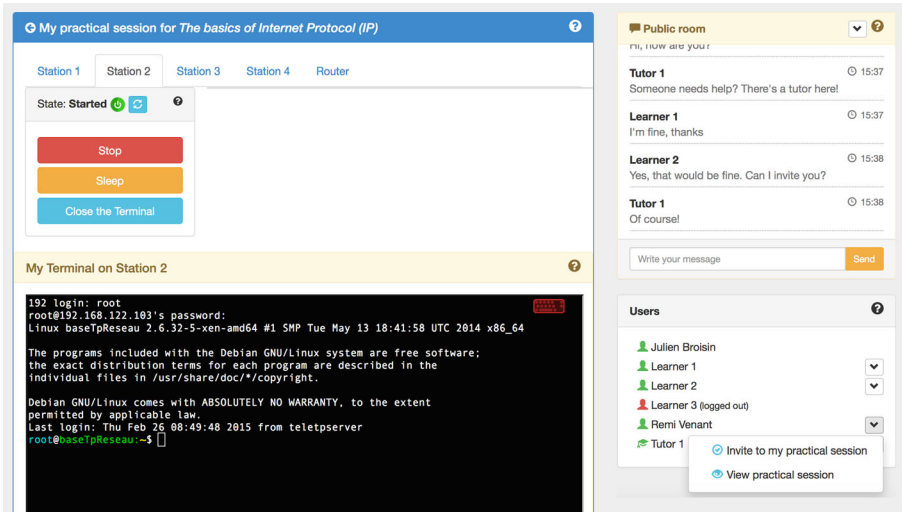 My practical session for The basics of Internet Protocol (IP)
Station 1 Station 2 Station 3 Station 4 Router
State: Started
Stop
Sleep
Close the Terminal
My Terminal on Station 2
192 login: root
root@192.168.122.103's password:
Linux baseTpReseau 2.6.32-5-xen-amd64 #1 SMP Tue May 13 18:41:58 UTC 2014 x86_64
The programs included with the Debian GNU/Linux system are free software;
the exact distribution terms for each program are described in the
individual files in /usr/share/doc/*/copyright.
Debian GNU/Linux comes with ABSOLUTELY NO WARRANTY, to the extent
permitted by applicable law.
Last login: Thu Feb 26 08:49:48 2015 from teletpserver
root@baseTpReseau:~$
Public room
Hi, how are you?
Tutor 1 15:37
Someone needs help? There's a tutor here!
Learner 1 15:37
I'm fine, thanks
Learner 2 15:38
Yes, that would be fine. Can I invite you?
Tutor 1 15:38
Of course!
Write your message Send
Users
Julien Broisin
Learner 1
Learner 2
Learner 3 (logged out)
Remi Venant
Tutor 1
Invite to my practical session
View practical session